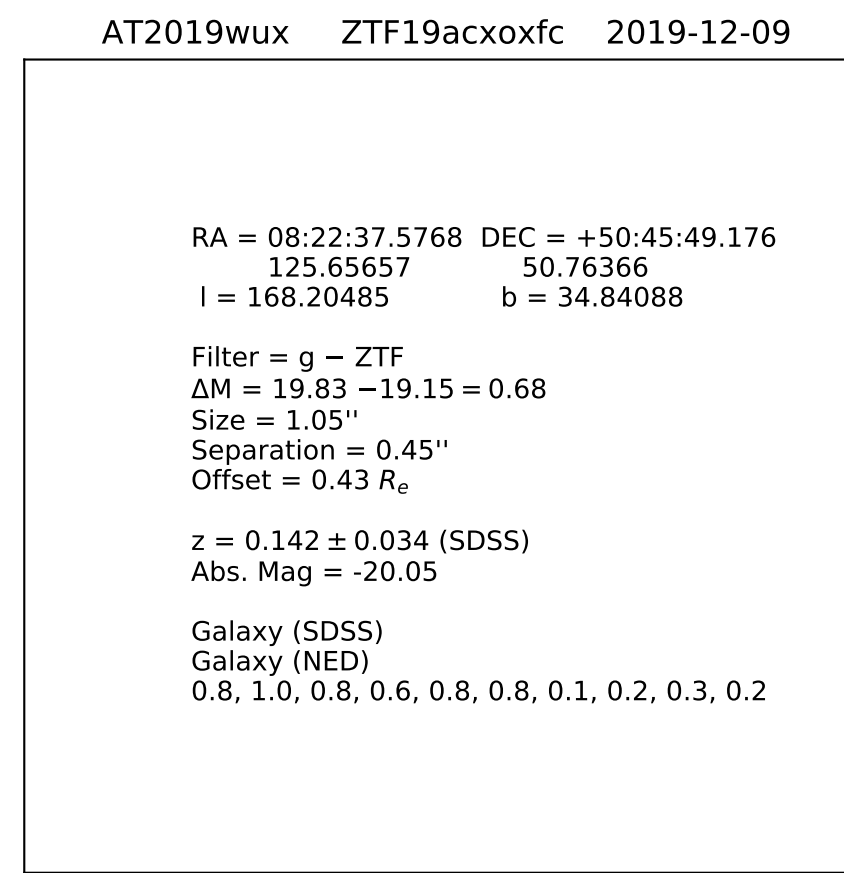 AT2019wux ZTF19acxoxfc 2019-12-09
RA = 08:22:37.5768 DEC = +50:45:49.176
125.65657 50.76366
l = 168.20485 b = 34.84088
Filter = g − ZTF
ΔM = 19.83 −19.15 = 0.68
Size = 1.05''
Separation = 0.45''
Offset = 0.43 Re
z = 0.142 ± 0.034 (SDSS)
Abs. Mag = -20.05
Galaxy (SDSS)
Galaxy (NED)
0.8, 1.0, 0.8, 0.6, 0.8, 0.8, 0.1, 0.2, 0.3, 0.2